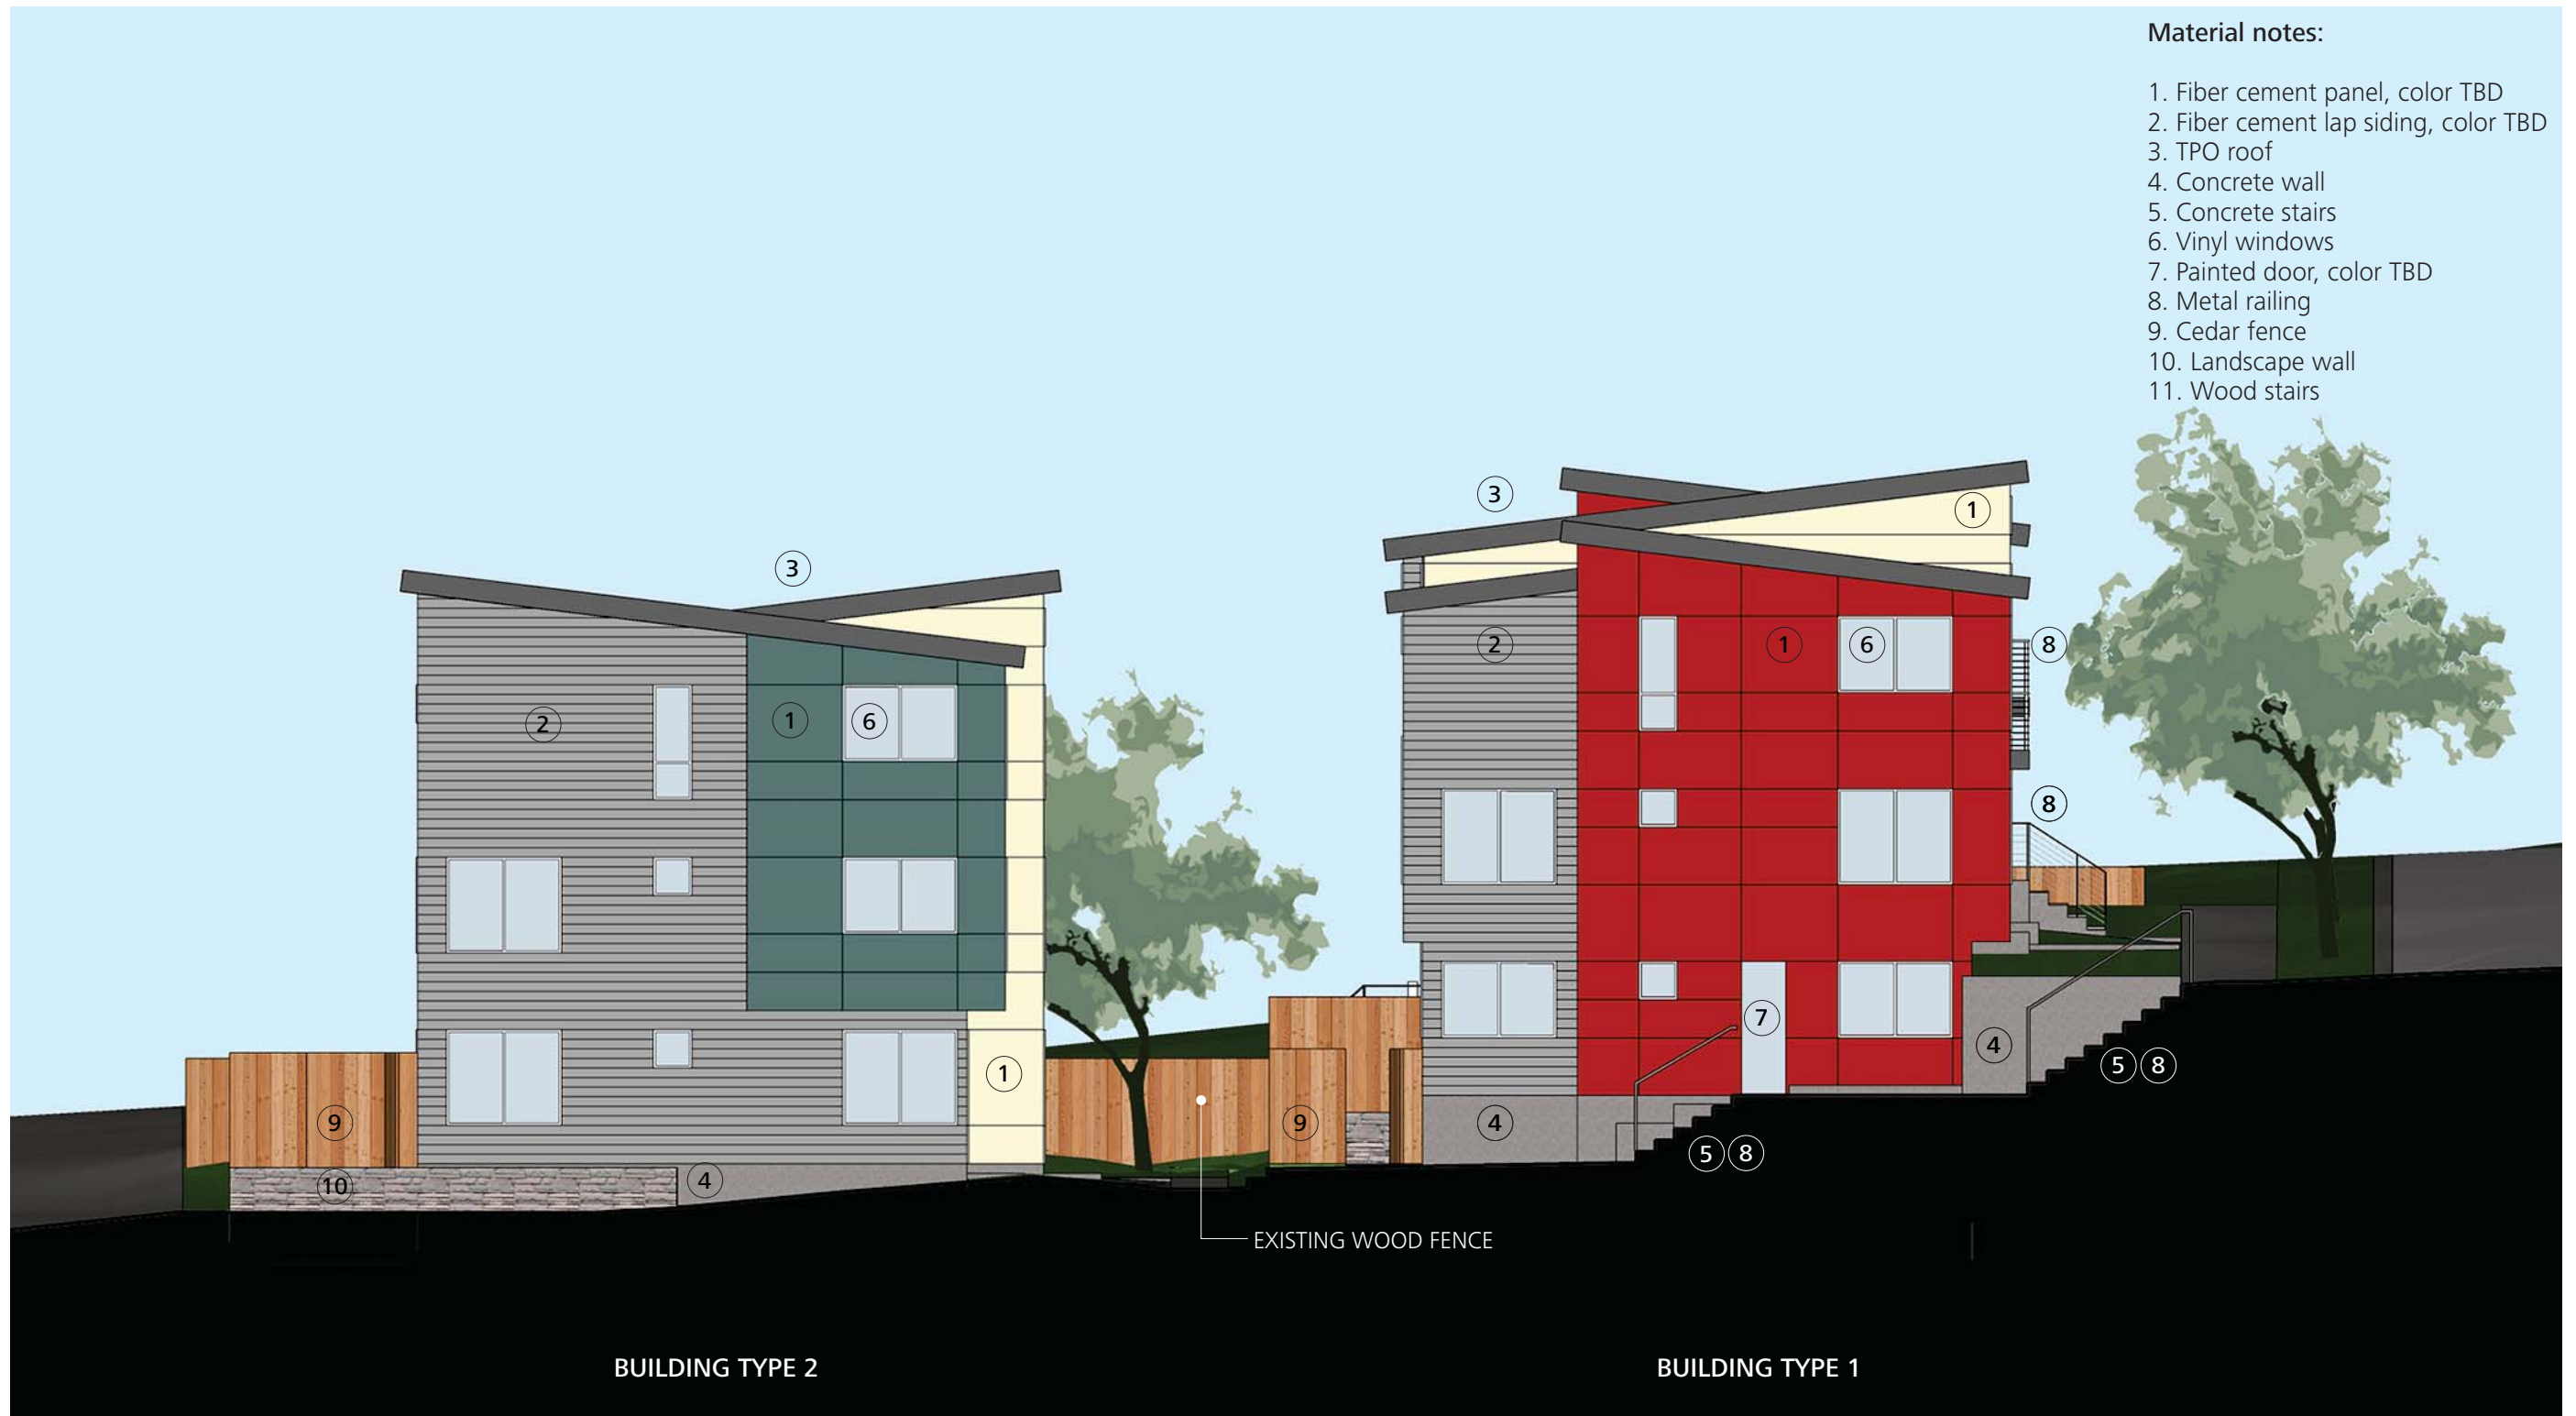 Material notes:
1. Fiber cement panel, color TBD
2. Fiber cement lap siding, color TBD
3. TPO roof
4. Concrete wall
5. Concrete stairs
6. Vinyl windows
7. Painted door, color TBD
8. Metal railing
9. Cedar fence
10. Landscape wall
11. Wood stairs
3
1
3
2
1
6
8
2
1
6
8
7
4
5 8
1
9
9
4
5 8
10
4
EXISTING WOOD FENCE
BUILDING TYPE 2
BUILDING TYPE 1